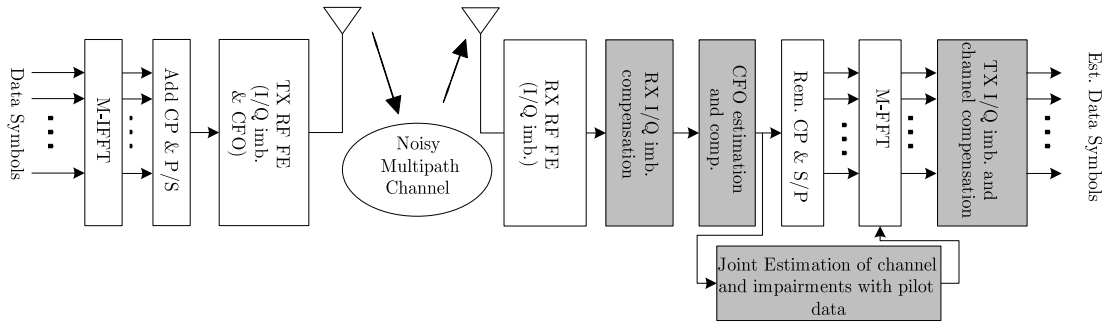 Data Symbols
M-IFFT
Add CP & P/S
TX RF FE
(I/Q imb.
& CFO)
Noisy
Multipath
Channel
RX RF FE
(I/Q imb.)
RX I/Q imb.
compensation
CFO estimation
and comp.
Rem. CP & S/P
M-FFT
TX I/Q imb. and
channel compensation
Est. Data Symbols
Joint Estimation of channel
and impairments with pilot
data